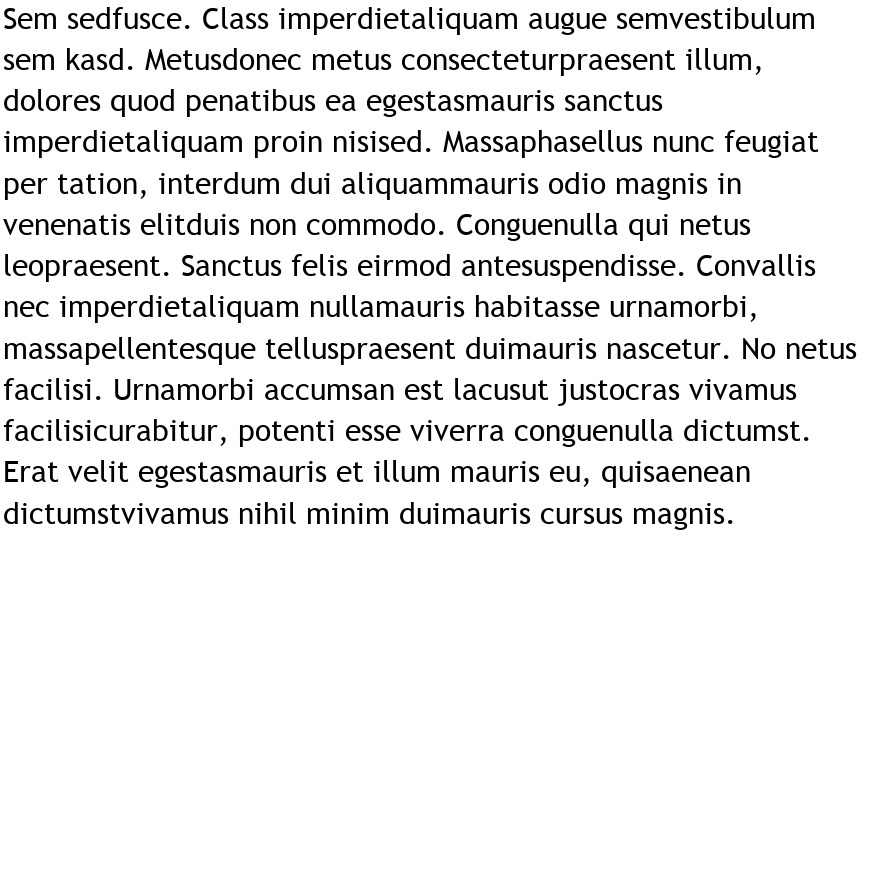 Sem sedfusce. Class imperdietaliquam augue semvestibulum
sem kasd. Metusdonec metus consecteturpraesent illum,
dolores quod penatibus ea egestasmauris sanctus
imperdietaliquam proin nisised. Massaphasellus nunc feugiat
per tation, interdum dui aliquammauris odio magnis in
venenatis elitduis non commodo. Conguenulla qui netus
leopraesent. Sanctus felis eirmod antesuspendisse. Convallis
nec imperdietaliquam nullamauris habitasse urnamorbi,
massapellentesque telluspraesent duimauris nascetur. No netus
facilisi. Urnamorbi accumsan est lacusut justocras vivamus
facilisicurabitur, potenti esse viverra conguenulla dictumst.
Erat velit egestasmauris et illum mauris eu, quisaenean
dictumstvivamus nihil minim duimauris cursus magnis.